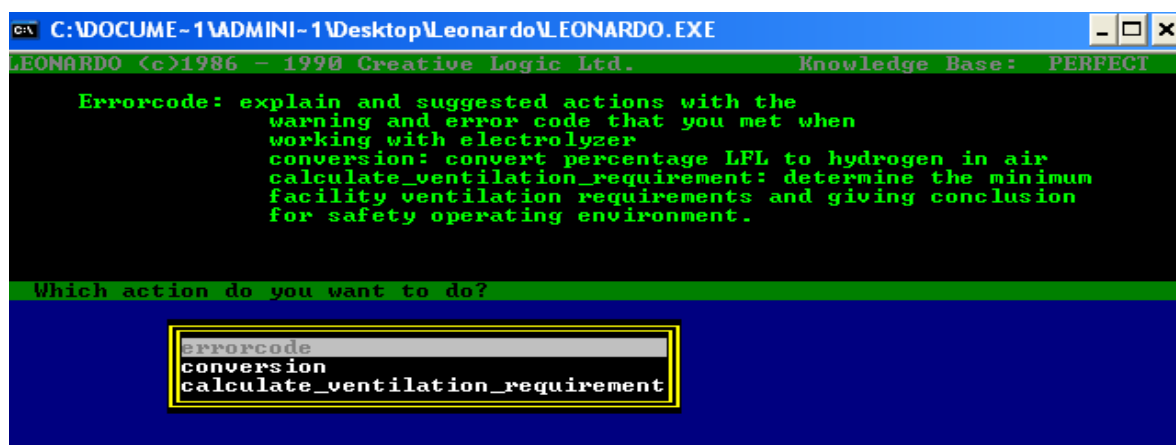 C:\DOCUME~1\ADMINI~1\Desktop\Leonardo\LEONARDO.EXE
LEONARDO (c)1986 - 1990 Creative Logic Ltd. Knowledge Base: PERFECT
Errorcode: explain and suggested actions with the
warning and error code that you met when
working with electrolyzer
conversion: convert percentage LFL to hydrogen in air
calculate_ventilation_requirement: determine the minimum
facility ventilation requirements and giving conclusion
for safety operating environment.
Which action do you want to do?
errorcode
conversion
calculate_ventilation_requirement